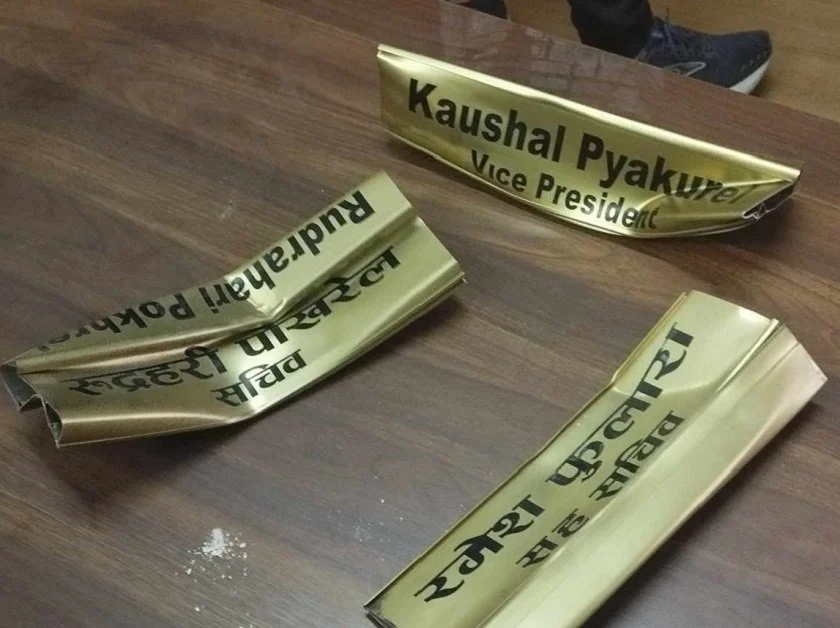 Kaushal Pyakurel
Vice President
Rudrahari Pokhrel
रुद्रहरी पोखरेल
सचिव
रमेश फुलारा
सह सचिव